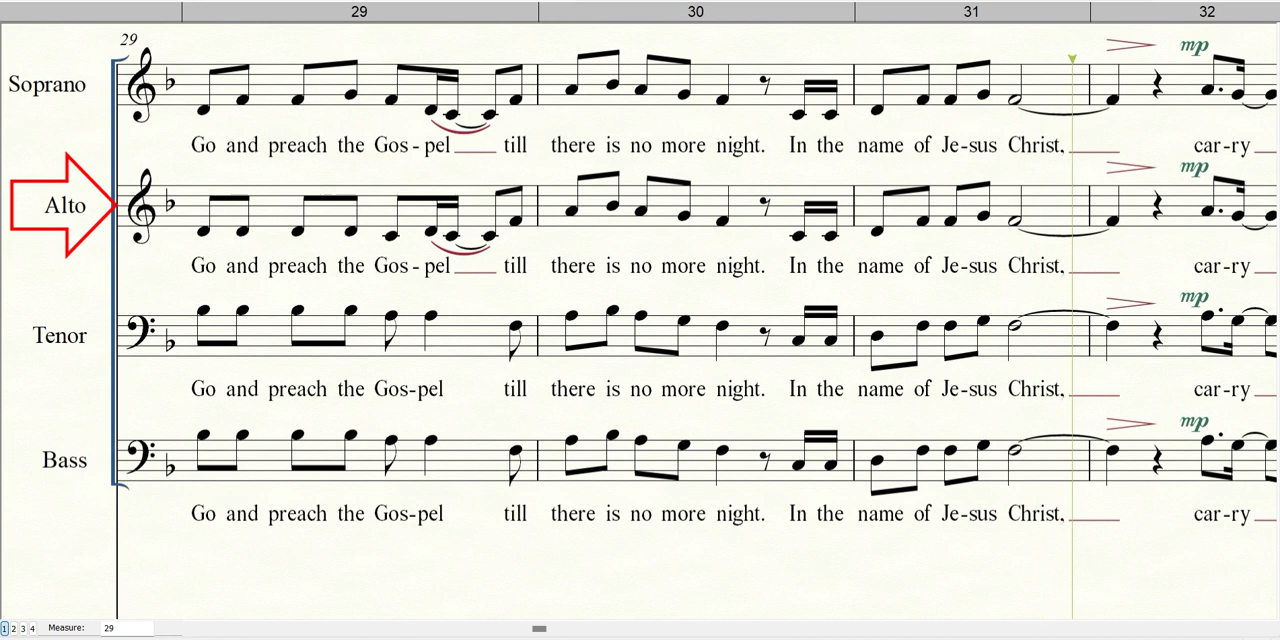 29 30 31 32
29
mp
Soprano
Go and preach the Gos - pel till there is no more night. In the name of Je-sus Christ, car-ry
mp
Alto
Go and preach the Gos - pel till there is no more night. In the name of Je-sus Christ, car-ry
mp
Tenor
Go and preach the Gos-pel till there is no more night. In the name of Je-sus Christ, car-ry
mp
Bass
Go and preach the Gos-pel till there is no more night. In the name of Je-sus Christ, car-ry
1 2 3 4 Measure: 29